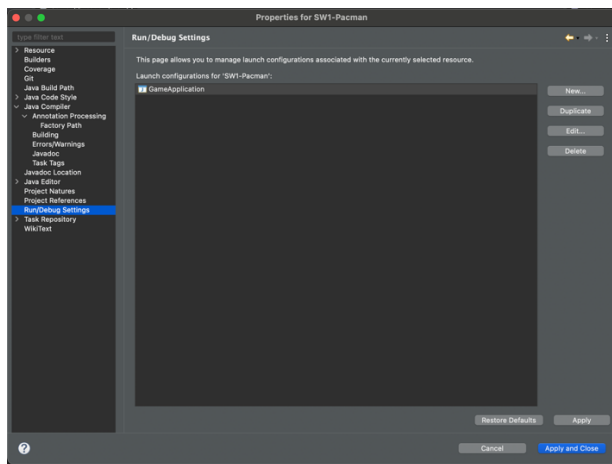 Properties for SW1-Pacman
type filter text
Resource
Builders
Coverage
Git
Java Build Path
Java Code Style
Java Compiler
Annotation Processing
Factory Path
Building
Errors/Warnings
Javadoc
Task Tags
Javadoc Location
Java Editor
Project Natures
Project References
Run/Debug Settings
Task Repository
WikiText
Run/Debug Settings
This page allows you to manage launch configurations associated with the currently selected resource.
Launch configurations for 'SW1-Pacman':
GameApplication
New...
Duplicate
Edit...
Delete
Restore Defaults
Apply
?
Cancel
Apply and Close